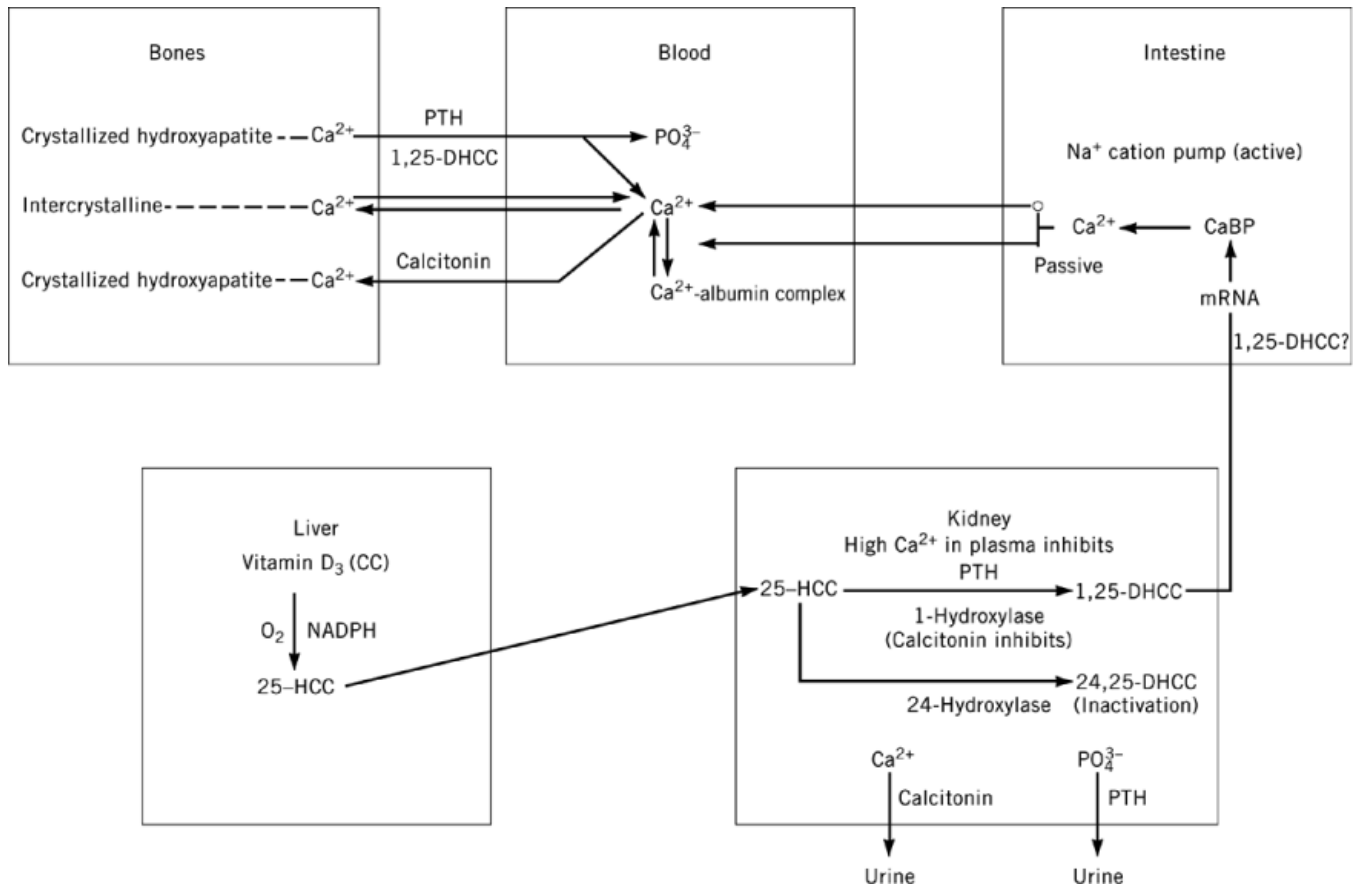 Bones
Crystallized hydroxyapatite Ca²⁺
Intercrystalline Ca²⁺
Crystallized hydroxyapatite Ca²⁺
PTH
1,25-DHCC
Calcitonin
Blood
PO₄³⁻
Ca²⁺
Ca²⁺-albumin complex
Intestine
Na⁺ cation pump (active)
Ca²⁺
CaBP
Passive
mRNA
1,25-DHCC?
Liver
Vitamin D₃ (CC)
O₂ NADPH
25–HCC
Kidney
High Ca²⁺ in plasma inhibits
PTH
25–HCC
1,25-DHCC
1-Hydroxylase
(Calcitonin inhibits)
24,25-DHCC
24-Hydroxylase
(Inactivation)
Ca²⁺
PO₄³⁻
Calcitonin
PTH
Urine
Urine